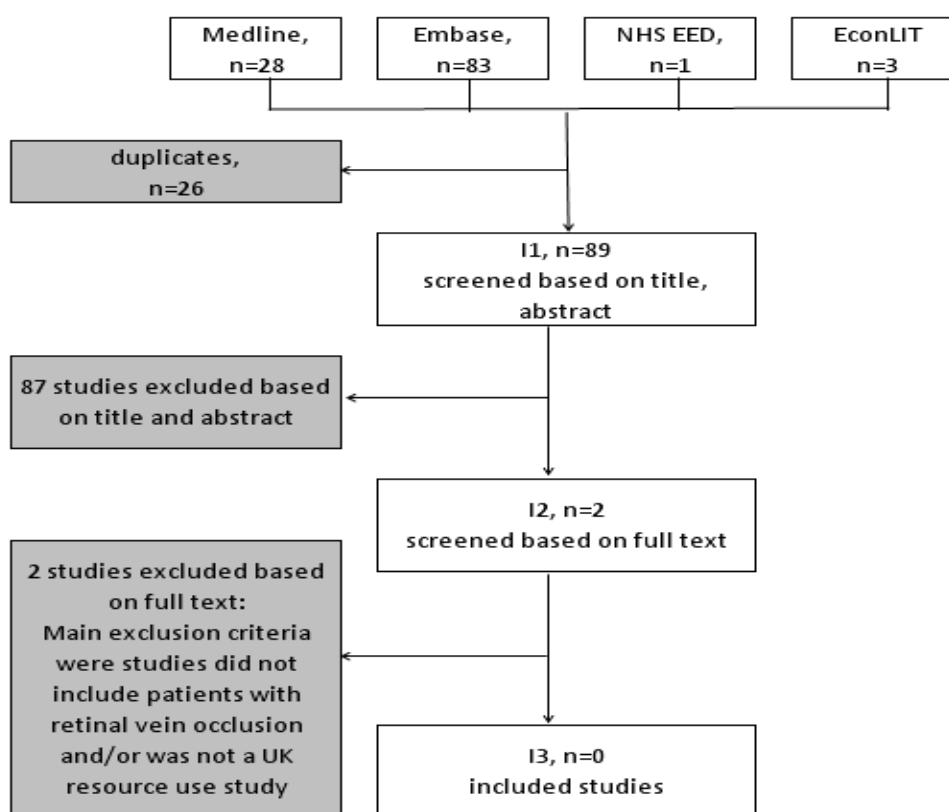 Medline,
n=28
Embase,
n=83
NHS EED,
n=1
EconLIT
n=3
duplicates,
n=26
I1, n=89
screened based on title,
abstract
87 studies excluded based
on title and abstract
I2, n=2
screened based on full text
2 studies excluded based
on full text:
Main exclusion criteria
were studies did not
include patients with
retinal vein occlusion
and/or was not a UK
resource use study
I3, n=0
included studies